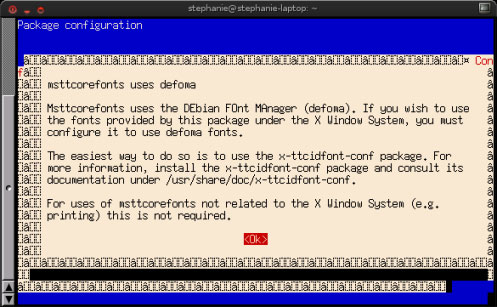 stephanie@stephanie-laptop: ~
Package configuration
Con
f
msttcorefonts uses defoma
Msttcorefonts uses the DEbian FOnt MAnager (defoma). If you wish to use
the fonts provided by this package under the X Window System, you must
configure it to use defoma fonts.
The easiest way to do so is to use the x-ttcidfont-conf package. For
more information, install the x-ttcidfont-conf package and consult its
documentation under /usr/share/doc/x-ttcidfont-conf.
For uses of msttcorefonts not related to the X Window System (e.g.
printing) this is not required.
<Ok>